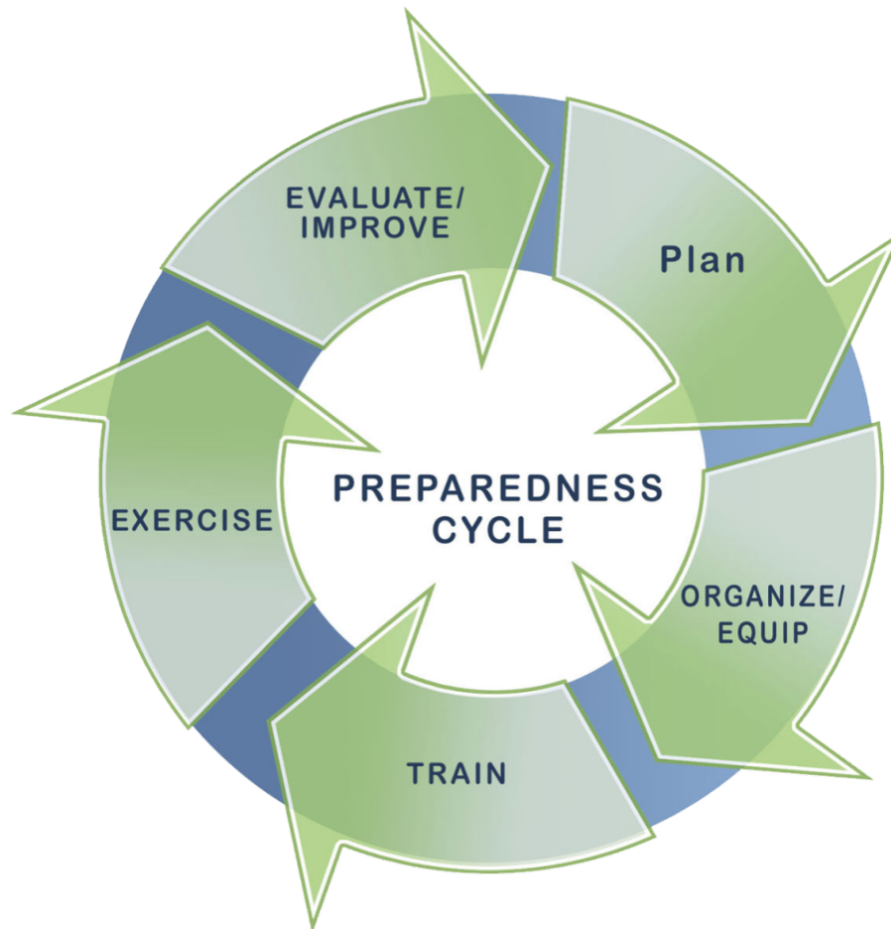 EVALUATE/
IMPROVE
Plan
PREPAREDNESS
CYCLE
ORGANIZE/
EQUIP
TRAIN
EXERCISE